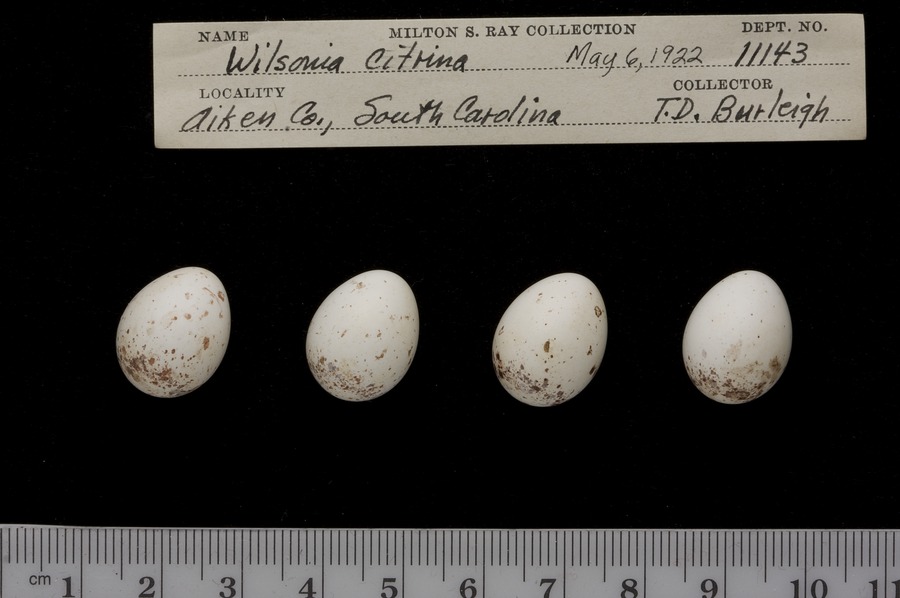 NAME MILTON S. RAY COLLECTION DEPT. NO.
Wilsonia citrina May 6, 1922 11143
LOCALITY COLLECTOR
Aiken Co., South Carolina T.D. Burleigh
cm 1 2 3 4 5 6 7 8 9 10 11